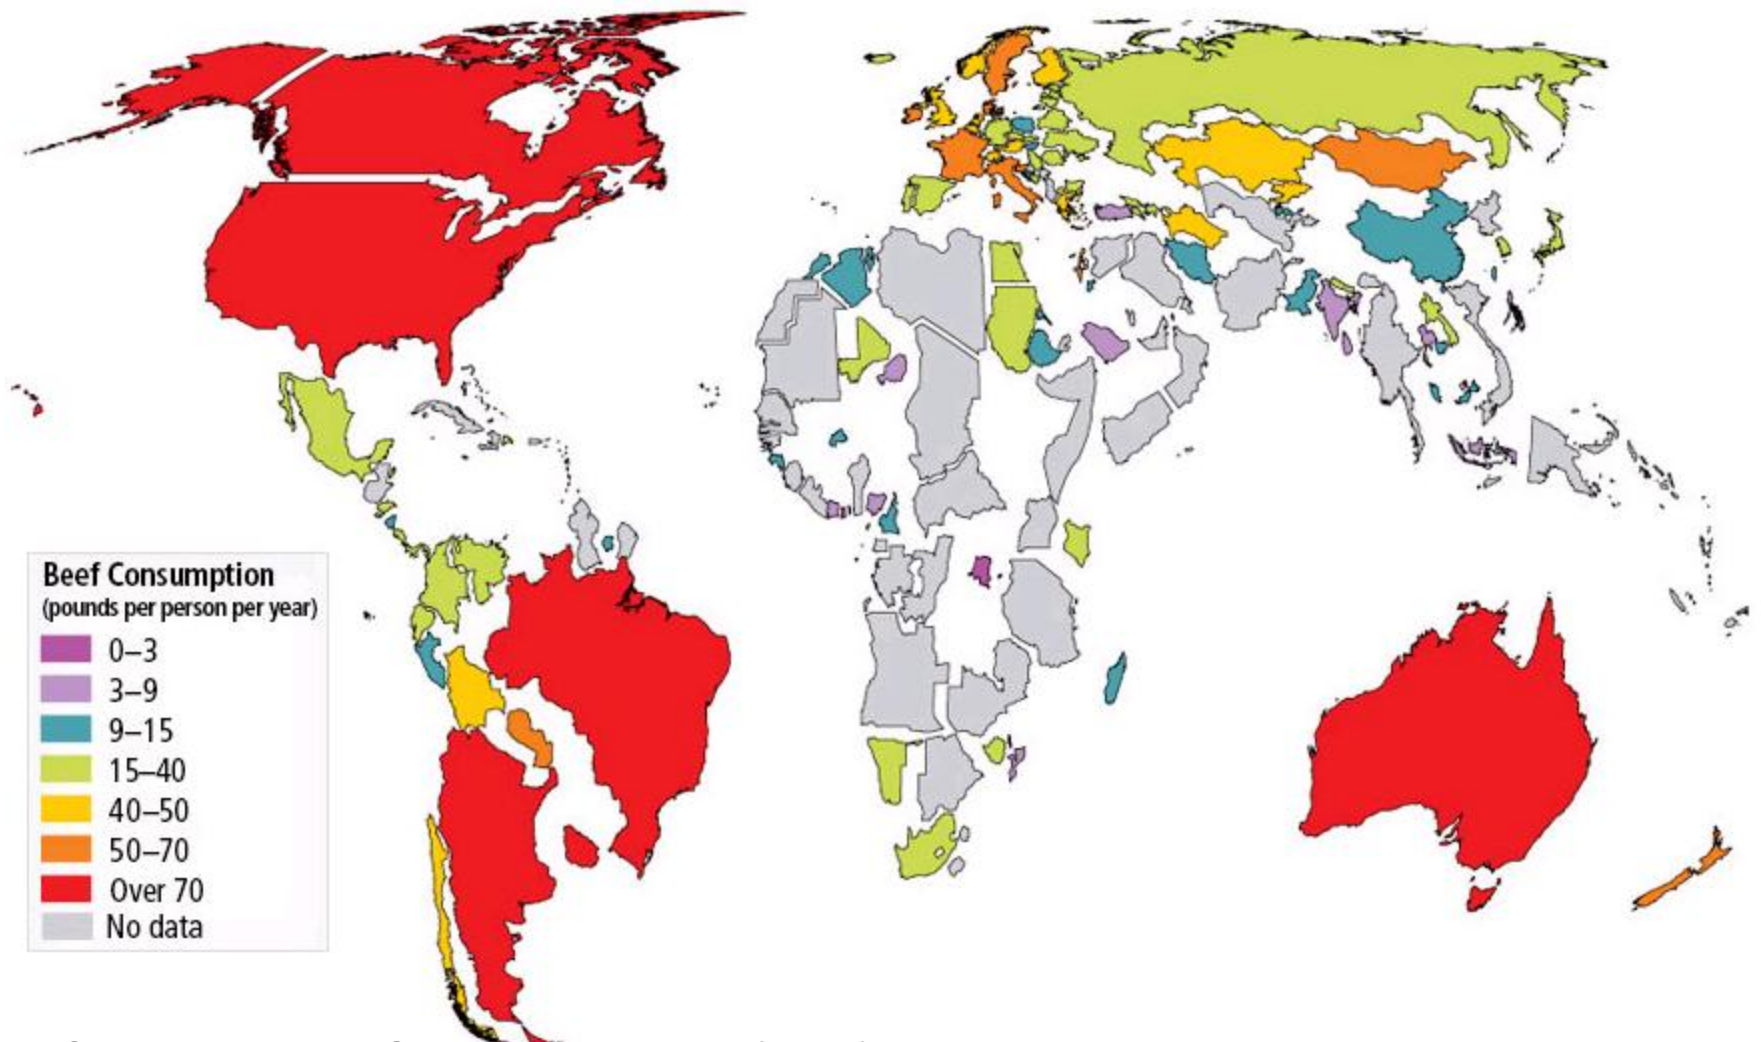 Beef Consumption
(pounds per person per year)
0–3
3–9
9–15
15–40
40–50
50–70
Over 70
No data